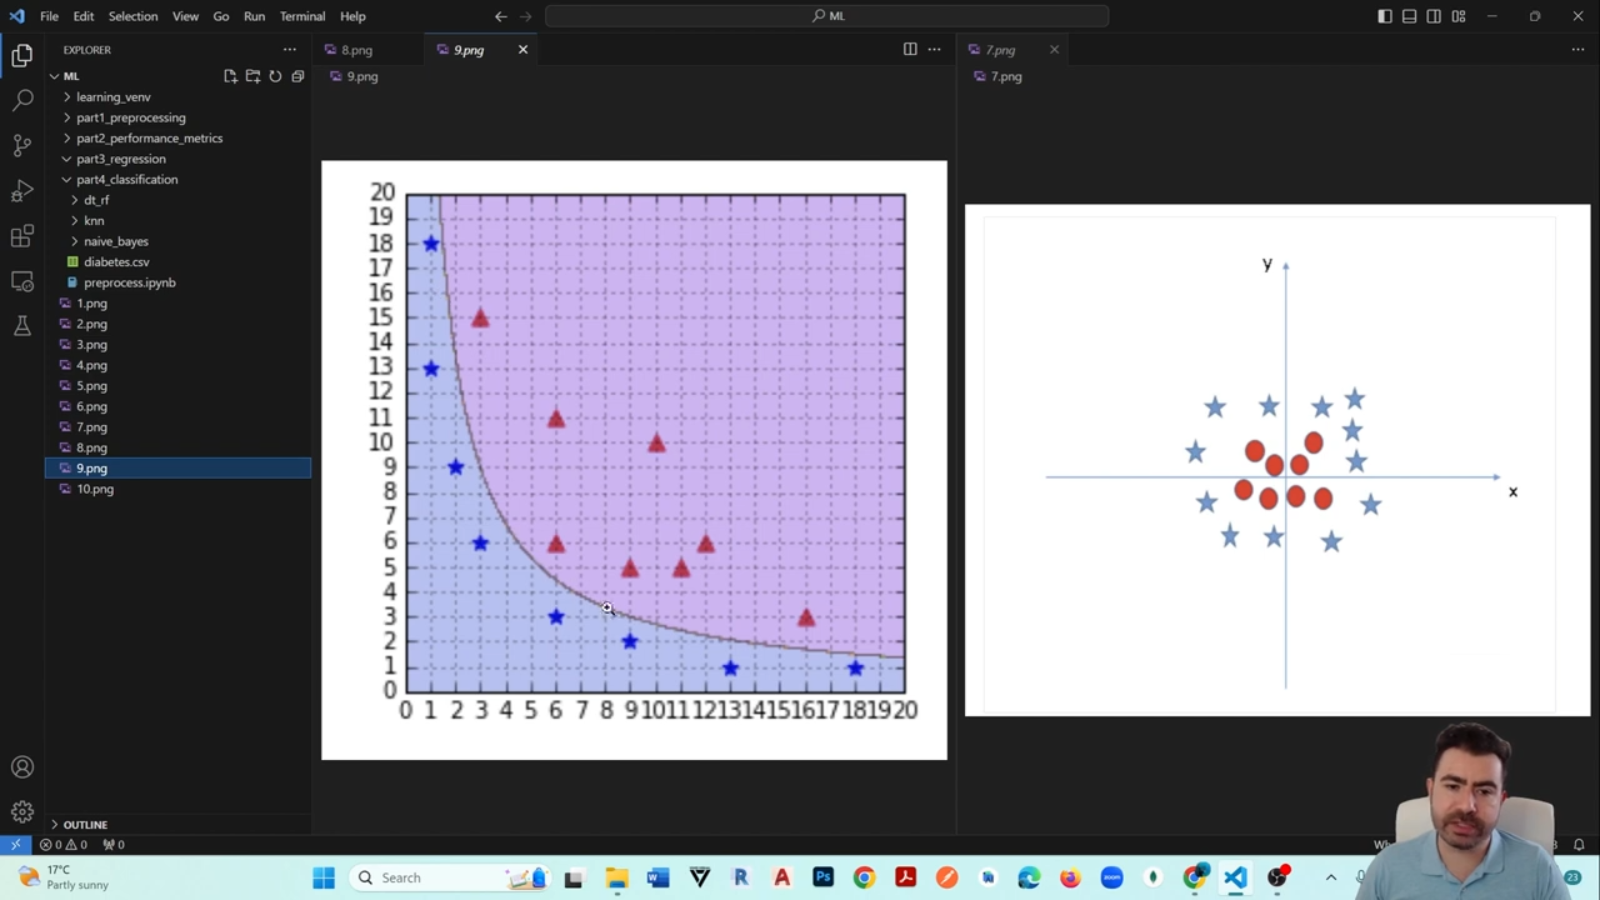 File Edit Selection View Go Run Terminal Help
ML
EXPLORER
ML
learning_venv
part1_preprocessing
part2_performance_metrics
part3_regression
part4_classification
dt_rf
knn
naive_bayes
diabetes.csv
preprocess.ipynb
1.png
2.png
3.png
4.png
5.png
6.png
7.png
8.png
9.png
10.png
OUTLINE
8.png
9.png
9.png
20
19
18
17
16
15
14
13
12
11
10
9
8
7
6
5
4
3
2
1
0
0 1 2 3 4 5 6 7 8 9 10 11 12 13 14 15 16 17 18 19 20
7.png
7.png
y
x
0 0 0
17°C
Partly sunny
Search
W
R
A
Ps
zoom
23